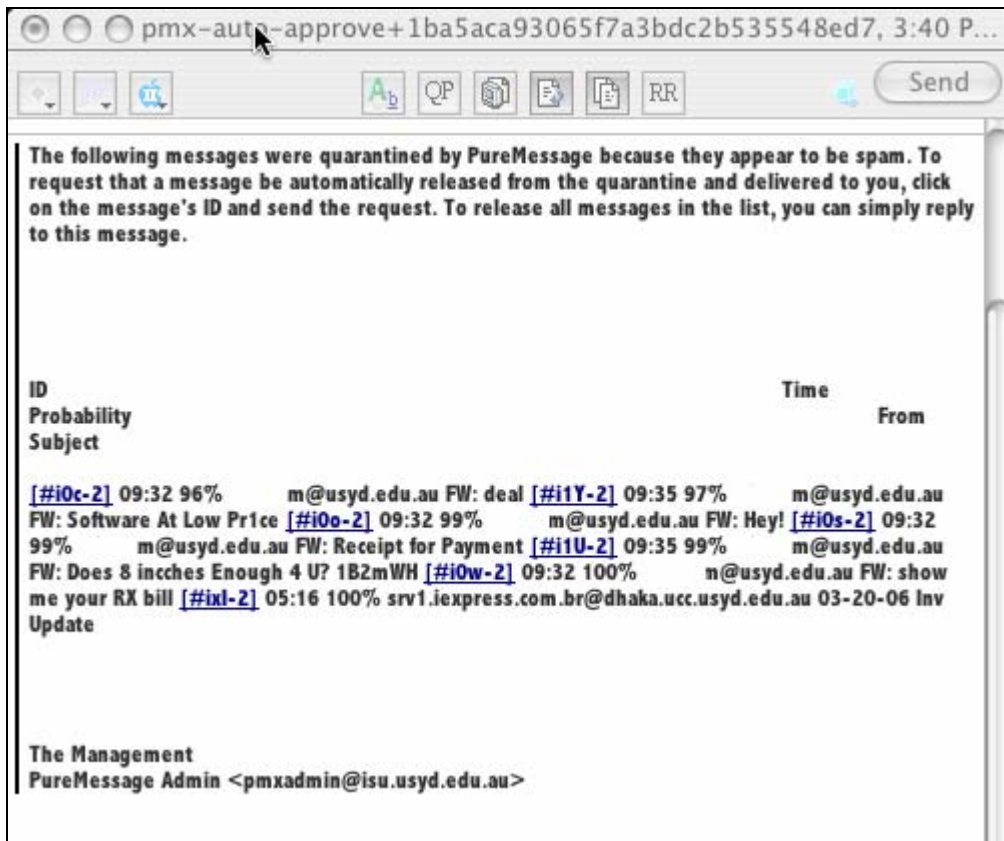 pmx-auto-approve+1ba5aca93065f7a3bdc2b535548ed7, 3:40 P...
Ab QP RR Send
The following messages were quarantined by PureMessage because they appear to be spam. To
request that a message be automatically released from the quarantine and delivered to you, click
on the message's ID and send the request. To release all messages in the list, you can simply reply
to this message.
ID Time
Probability From
Subject
[#i0c-2] 09:32 96% m@usyd.edu.au FW: deal [#i1Y-2] 09:35 97% m@usyd.edu.au
FW: Software At Low Pr1ce [#i0o-2] 09:32 99% m@usyd.edu.au FW: Hey! [#i0s-2] 09:32
99% m@usyd.edu.au FW: Receipt for Payment [#i1U-2] 09:35 99% m@usyd.edu.au
FW: Does 8 incches Enough 4 U? 1B2mWH [#i0w-2] 09:32 100% n@usyd.edu.au FW: show
me your RX bill [#ixl-2] 05:16 100% srv1.iexpress.com.br@dhaka.ucc.usyd.edu.au 03-20-06 Inv
Update
The Management
PureMessage Admin <pmxadmin@isu.usyd.edu.au>